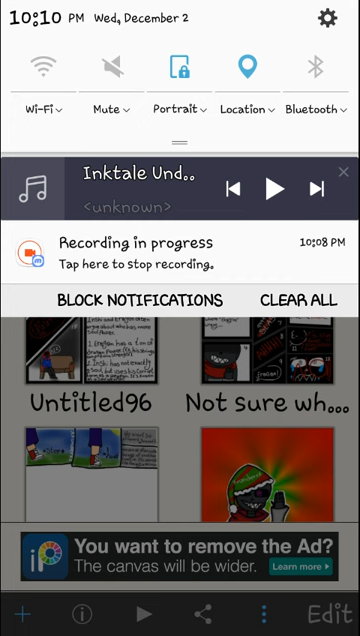 10:10 PM Wed, December 2
Wi-Fi Mute Portrait Location Bluetooth
Inktale Und..
<unknown>
Recording in progress 10:08 PM
Tap here to stop recording.
BLOCK NOTIFICATIONS CLEAR ALL
Untitled96 Not sure wh...
You want to remove the Ad?
The canvas will be wider. Learn more
Edit